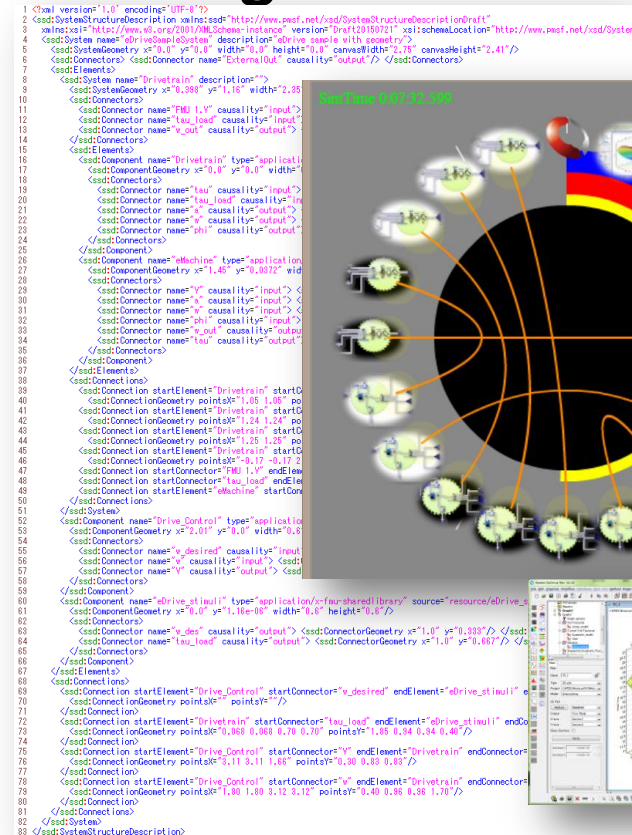 1 <?xml version='1.0' encoding='UTF-8'?>
2 <ssd:SystemStructureDescription xmlns:ssd="http://www.pmsf.net/xsd/SystemStructureDescriptionDraft"
3 xmlns:xsi="http://www.w3.org/2001/XMLSchema-instance" version="Draft20150721" xsi:schemaLocation="http://www.pmsf.net/xsd/System
4 <ssd:System name="eDriveSampleSystem" description="eDrive sample with geometry">
5 <ssd:SystemGeometry x="0.0" y="0.0" width="0.0" height="0.0" canvasWidth="2.75" canvasHeight="2.41"/>
6 <ssd:Connectors> <ssd:Connector name="ExternalOut" causality="output"/> </ssd:Connectors>
7 <ssd:Elements>
8 <ssd:System name="Drivetrain" description="">
9 <ssd:SystemGeometry x="0.398" y="1.16" width="2.35"
10 <ssd:Connectors>
11 <ssd:Connector name="FMU 1.Y" causality="input">
12 <ssd:Connector name="tau_load" causality="input"
13 <ssd:Connector name="w_out" causality="output">
14 </ssd:Connectors>
15 <ssd:Elements>
16 <ssd:Component name="Drivetrain" type="applicati
17 <ssd:ComponentGeometry x="0.0" y="0.0" width="
18 <ssd:Connectors>
19 <ssd:Connector name="tau" causality="input">
20 <ssd:Connector name="tau_load" causality="in
21 <ssd:Connector name="a" causality="output">
22 <ssd:Connector name="w" causality="output">
23 <ssd:Connector name="phi" causality="output"
24 </ssd:Connectors>
25 </ssd:Component>
26 <ssd:Component name="eMachine" type="application
27 <ssd:ComponentGeometry x="1.45" y="0.0372" wid
28 <ssd:Connectors>
29 <ssd:Connector name="Y" causality="input"> <
30 <ssd:Connector name="a" causality="input"> <
31 <ssd:Connector name="w" causality="input"> <
32 <ssd:Connector name="phi" causality="input">
33 <ssd:Connector name="w_out" causality="outpu
34 <ssd:Connector name="tau" causality="output"
35 </ssd:Connectors>
36 </ssd:Component>
37 </ssd:Elements>
38 <ssd:Connections>
39 <ssd:Connection startElement="Drivetrain" startC
40 <ssd:ConnectionGeometry pointsX="1.05 1.05" po
41 <ssd:Connection startElement="Drivetrain" startC
42 <ssd:ConnectionGeometry pointsX="1.24 1.24" po
43 <ssd:Connection startElement="Drivetrain" startC
44 <ssd:ConnectionGeometry pointsX="1.25 1.25" po
45 <ssd:Connection startElement="Drivetrain" startC
46 <ssd:ConnectionGeometry pointsX="-0.17 -0.17 2
47 <ssd:Connection startConnector="FMU 1.Y" endElem
48 <ssd:Connection startConnector="tau_load" endEle
49 <ssd:Connection startElement="eMachine" startCon
50 </ssd:Connections>
51 </ssd:System>
52 <ssd:Component name="Drive_Control" type="applicatio
53 <ssd:ComponentGeometry x="2.01" y="0.0" width="0.6
54 <ssd:Connectors>
55 <ssd:Connector name="w_desired" causality="input
56 <ssd:Connector name="w" causality="input"> <ssd:
57 <ssd:Connector name="Y" causality="output"> <ssd
58 </ssd:Connectors>
59 </ssd:Component>
60 <ssd:Component name="eDrive_stimuli" type="application/x-fmu-sharedlibrary" source="resource/eDrive_s
61 <ssd:ComponentGeometry x="0.0" y="1.16e-06" width="0.6" height="0.6"/>
62 <ssd:Connectors>
63 <ssd:Connector name="w_des" causality="output"> <ssd:ConnectorGeometry x="1.0" y="0.333"/> </ssd:
64 <ssd:Connector name="tau_load" causality="output"> <ssd:ConnectorGeometry x="1.0" y="0.667"/> </s
65 </ssd:Connectors>
66 </ssd:Component>
67 </ssd:Elements>
68 <ssd:Connections>
69 <ssd:Connection startElement="Drive_Control" startConnector="w_desired" endElement="eDrive_stimuli" e
70 <ssd:ConnectionGeometry pointsX="" pointsY=""/>
71 </ssd:Connection>
72 <ssd:Connection startElement="Drivetrain" startConnector="tau_load" endElement="eDrive_stimuli" endCo
73 <ssd:ConnectionGeometry pointsX="0.068 0.068 0.70 0.70" pointsY="1.85 0.94 0.94 0.40"/>
74 </ssd:Connection>
75 <ssd:Connection startElement="Drive_Control" startConnector="Y" endElement="Drivetrain" endConnector=
76 <ssd:ConnectionGeometry pointsX="3.11 3.11 1.66" pointsY="0.30 0.83 0.83"/>
77 </ssd:Connection>
78 <ssd:Connection startElement="Drive_Control" startConnector="w" endElement="Drivetrain" endConnector=
79 <ssd:ConnectionGeometry pointsX="1.80 1.80 3.12 3.12" pointsY="0.40 0.96 0.96 1.70"/>
80 </ssd:Connection>
81 </ssd:Connections>
82 </ssd:System>
83 </ssd:SystemStructureDescription>
SimTime 0:07:32.599